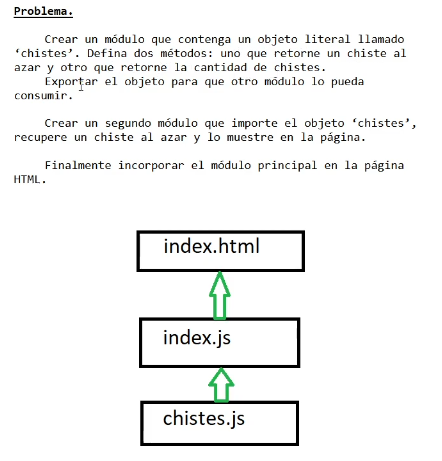 Problema.
Crear un módulo que contenga un objeto literal llamado
‘chistes’. Defina dos métodos: uno que retorne un chiste al
azar y otro que retorne la cantidad de chistes.
Exportar el objeto para que otro módulo lo pueda
consumir.
Crear un segundo módulo que importe el objeto ‘chistes’,
recupere un chiste al azar y lo muestre en la página.
Finalmente incorporar el módulo principal en la página
HTML.
index.html
index.js
chistes.js